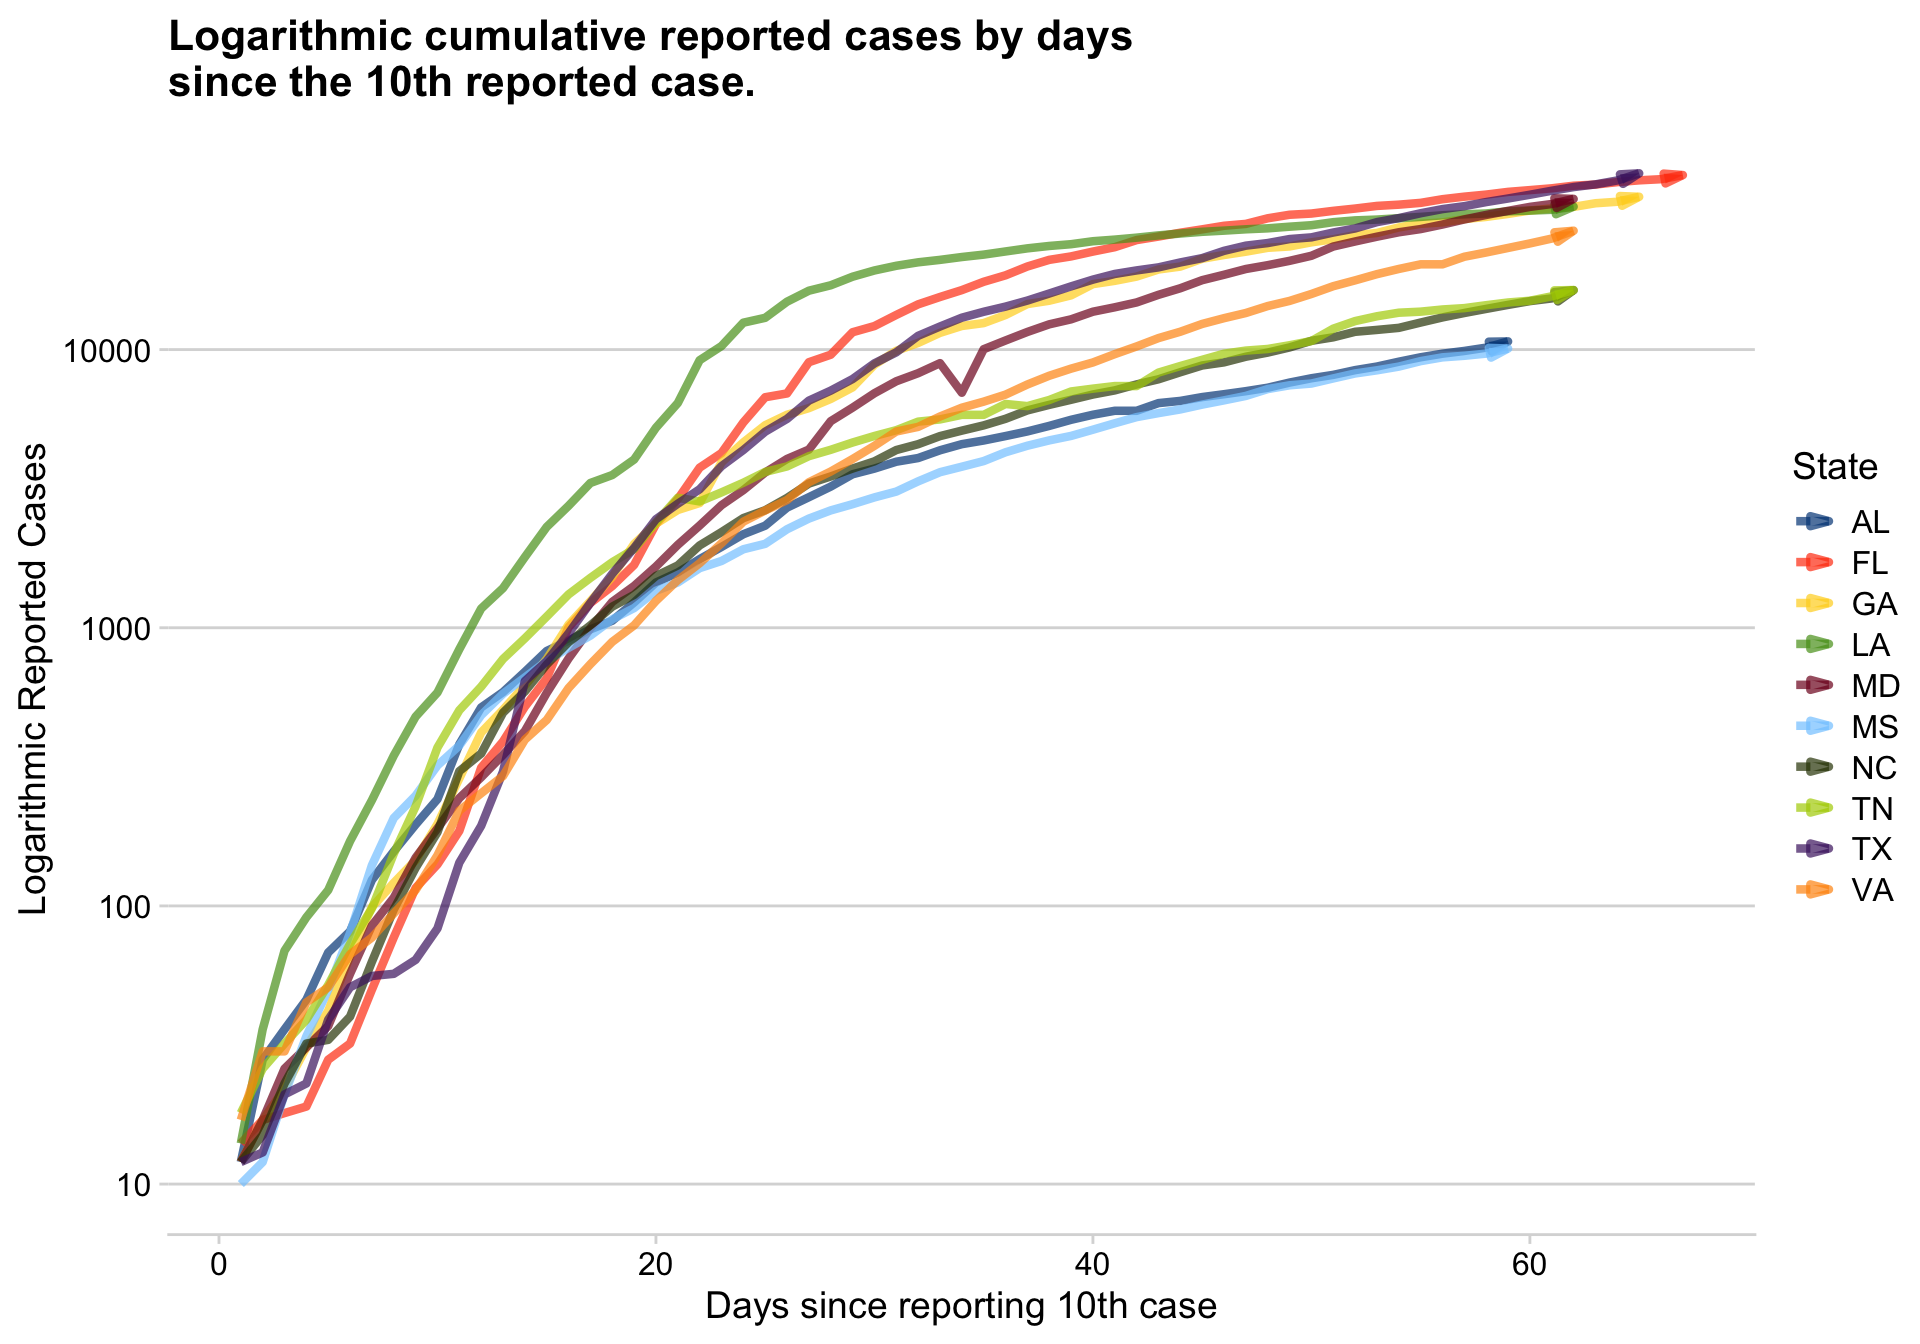 Logarithmic cumulative reported cases by days
since the 10th reported case.
Logarithmic Reported Cases
10000
1000
100
10
0
20
40
60
Days since reporting 10th case
State
AL
FL
GA
LA
MD
MS
NC
TN
TX
VA